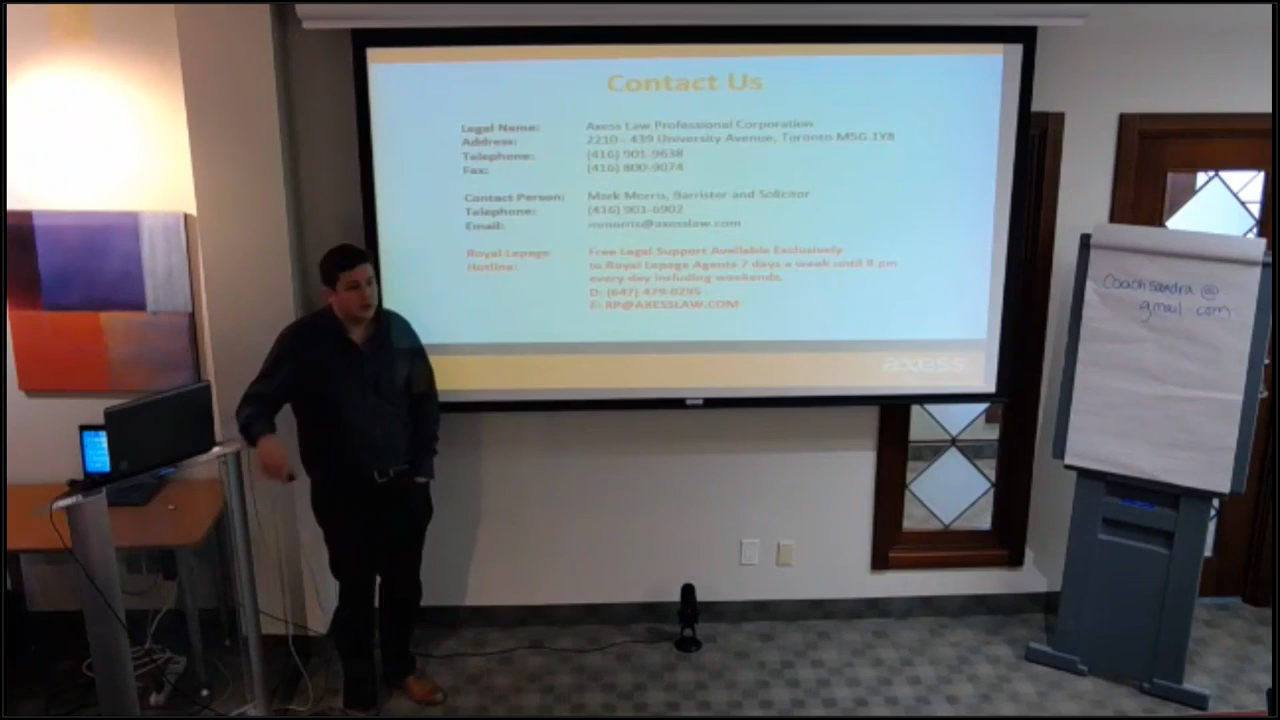 Contact Us
Legal Name: Axess Law Professional Corporation
Address: 2210 - 439 University Avenue, Toronto M5G 1Y8
Telephone: (416) 901-9638
Fax: (416) 800-9074
Contact Person: Mark Morris, Barrister and Solicitor
Telephone: (416) 901-6902
Email: mmorris@axesslaw.com
Royal Lepage Free Legal Support Available Exclusively
Hotline: to Royal Lepage Agents 7 days a week until 8 pm
every day including weekends.
D: (647) 479-0295
E: RP@AXESSLAW.COM
axess
Coachsandra @
gmail com